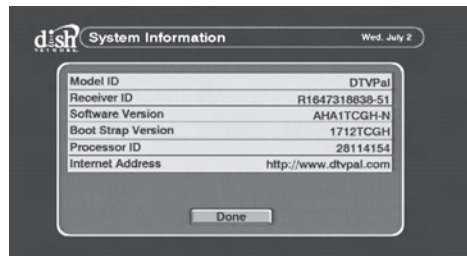 dish
NETWORK
System Information
Wed. July 2
Model ID DTVPal
Receiver ID R1647318838-51
Software Version AHA1TCGH-N
Boot Strap Version 1712TCGH
Processor ID 28114154
Internet Address http://www.dtvpal.com
Done